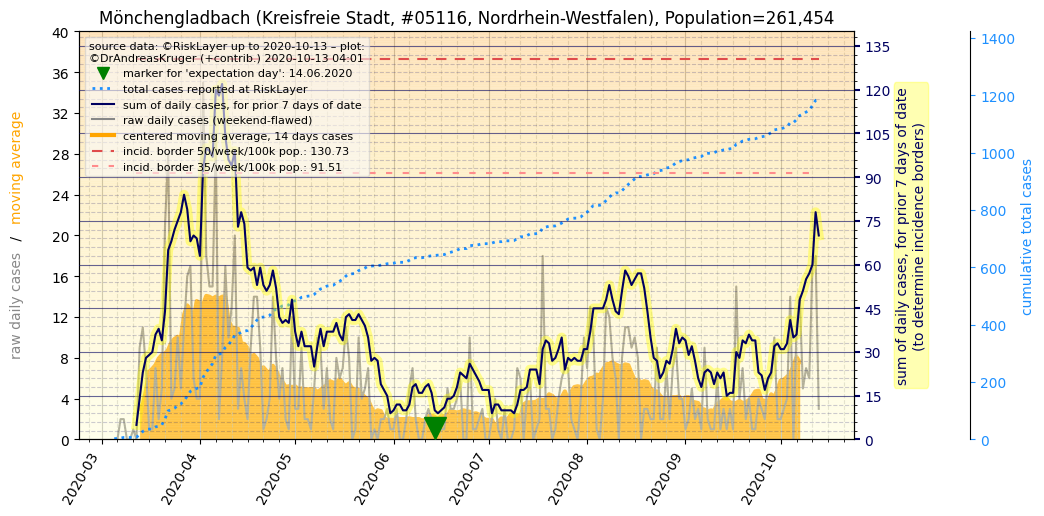 Mönchengladbach (Kreisfreie Stadt, #05116, Nordrhein-Westfalen), Population=261,454
source data: ©RiskLayer up to 2020-10-13 – plot:
©DrAndreasKruger (+contrib.) 2020-10-13 04:01
marker for 'expectation day': 14.06.2020
total cases reported at RiskLayer
sum of daily cases, for prior 7 days of date
raw daily cases (weekend-flawed)
centered moving average, 14 days cases
incid. border 50/week/100k pop.: 130.73
incid. border 35/week/100k pop.: 91.51
raw daily cases / moving average
40
36
32
28
24
20
16
12
8
4
0
2020-03
2020-04
2020-05
2020-06
2020-07
2020-08
2020-09
2020-10
135
120
105
90
75
60
45
30
15
0
sum of daily cases, for prior 7 days of date
(to determine incidence borders)
1400
1200
1000
800
600
400
200
0
cumulative total cases